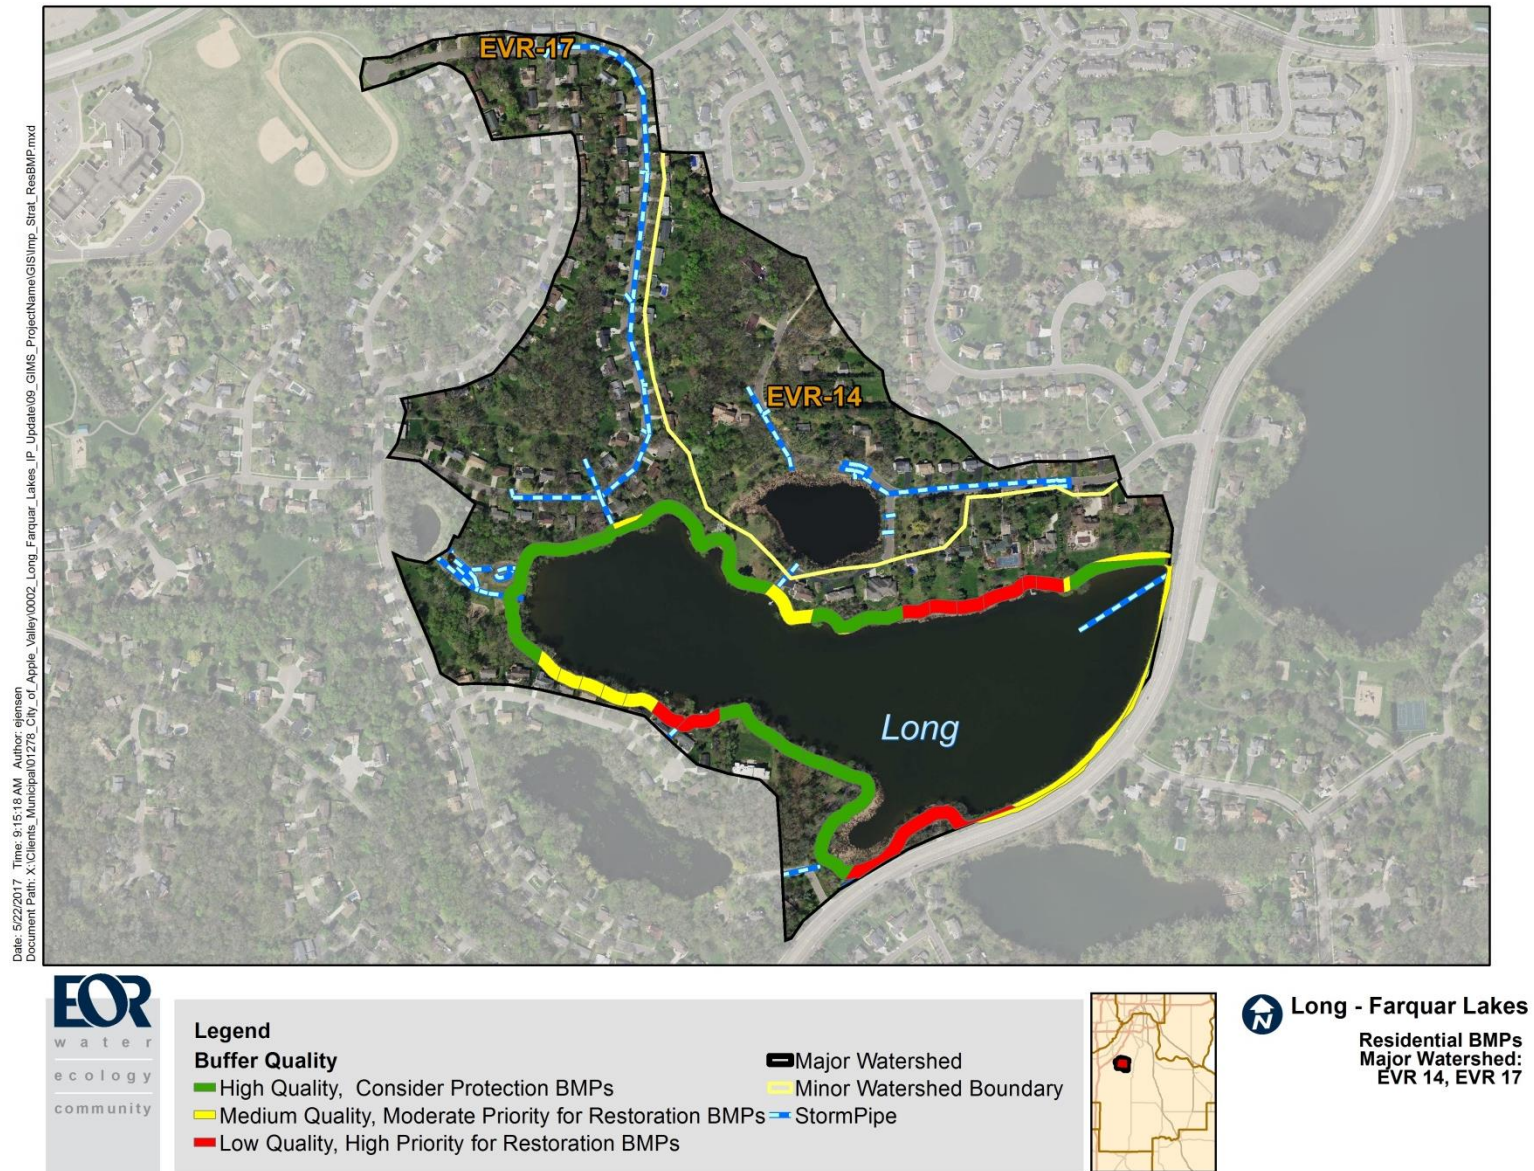 EVR-17
EVR-14
Long
Date: 5/22/2017 Time: 9:15:18 AM Author: ejensen
Document Path: X:\Clients_Municipal\01278_City_of_Apple_Valley\0002_Long_Farquar_Lakes_IP_Update\09_GIMS_ProjectName\GIS\Imp_Strat_ResBMP.mxd
EOR
water
ecology
community
Legend
Buffer Quality
High Quality, Consider Protection BMPs
Medium Quality, Moderate Priority for Restoration BMPs
Low Quality, High Priority for Restoration BMPs
Major Watershed
Minor Watershed Boundary
StormPipe
N
Long - Farquar Lakes
Residential BMPs
Major Watershed:
EVR 14, EVR 17